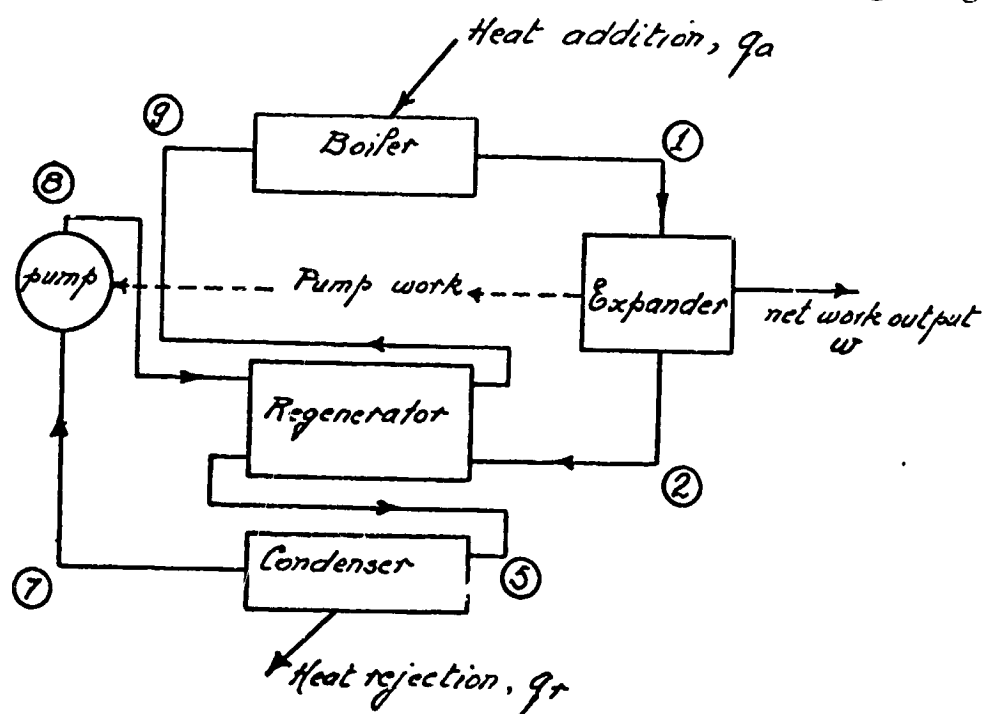 Heat addition, qa
⑨
Boiler
①
⑧
pump
Pump work
Expander
net work output
w
Regenerator
②
Condenser
⑦
⑤
Heat rejection, qr